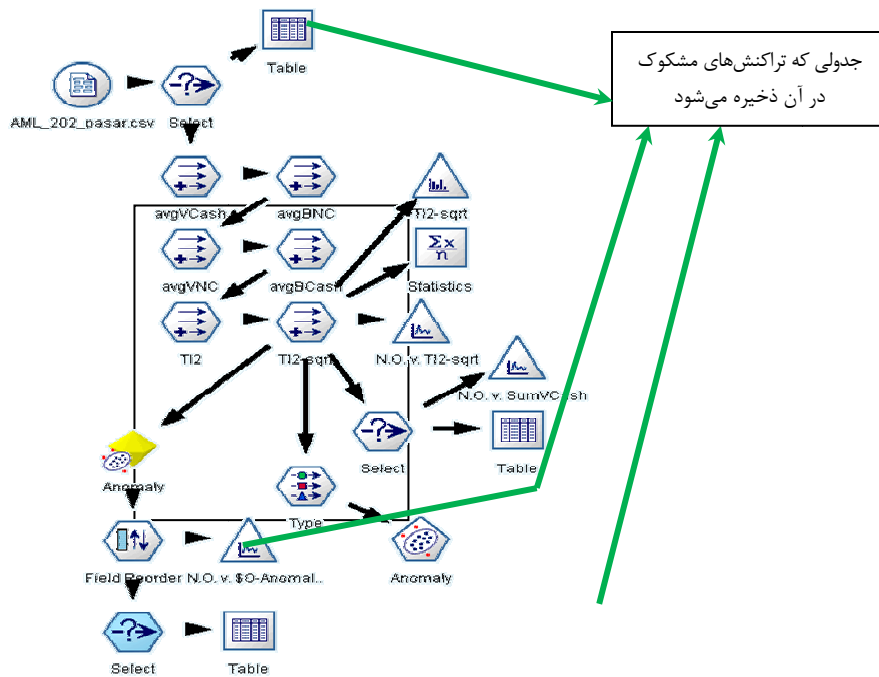 Table
جدولی که تراکنش‌های مشکوک
در آن ذخیره می‌شود
AML_202_pasar.csv
Select
avgVCash
avgBNC
TI2-sqrt
avgVNC
avgBCash
Statistics
TI2
TI2-sqrt
N.O. v. TI2-sqrt
N.O. v. SumVCash
Select
Table
Anomaly
Type
Field Reorder
N.O. v. $O-Anomal..
Anomaly
Select
Table